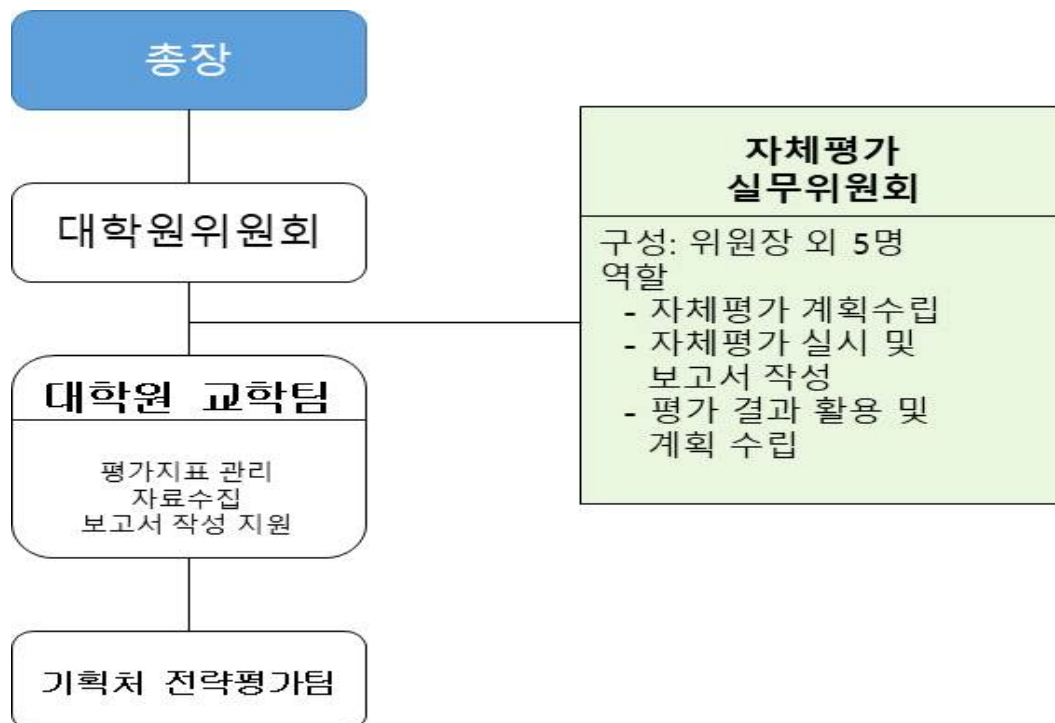 총장
대학원위원회
자체평가
실무위원회
구성: 위원장 외 5명
역할
- 자체평가 계획수립
- 자체평가 실시 및
보고서 작성
- 평가 결과 활용 및
계획 수립
대학원 교학팀
평가지표 관리
자료수집
보고서 작성 지원
기획처 전략평가팀